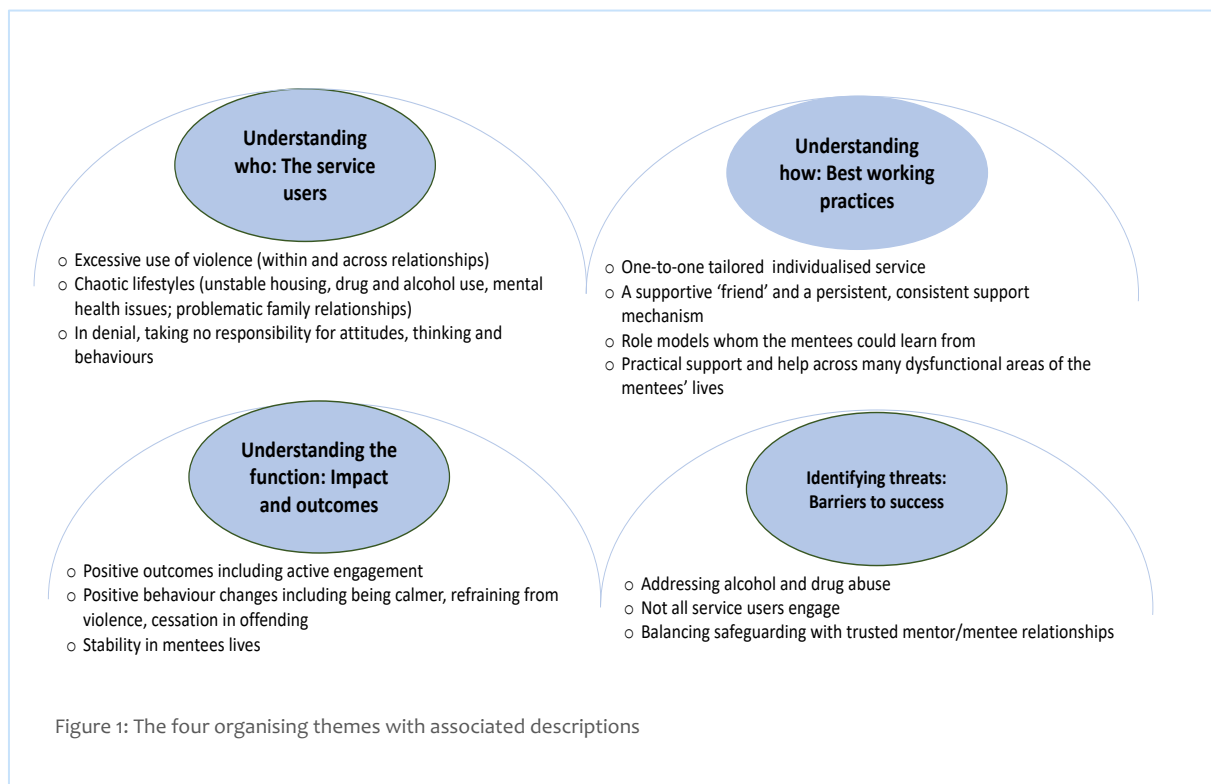 Understanding
who: The service
users
○ Excessive use of violence (within and across relationships)
○ Chaotic lifestyles (unstable housing, drug and alcohol use, mental
health issues; problematic family relationships)
○ In denial, taking no responsibility for attitudes, thinking and
behaviours
Understanding
how: Best working
practices
○ One-to-one tailored individualised service
○ A supportive ‘friend’ and a persistent, consistent support
mechanism
○ Role models whom the mentees could learn from
○ Practical support and help across many dysfunctional areas of the
mentees’ lives
Understanding the
function: Impact
and outcomes
○ Positive outcomes including active engagement
○ Positive behaviour changes including being calmer, refraining from
violence, cessation in offending
○ Stability in mentees lives
Identifying threats:
Barriers to success
○ Addressing alcohol and drug abuse
○ Not all service users engage
○ Balancing safeguarding with trusted mentor/mentee relationships
Figure 1: The four organising themes with associated descriptions